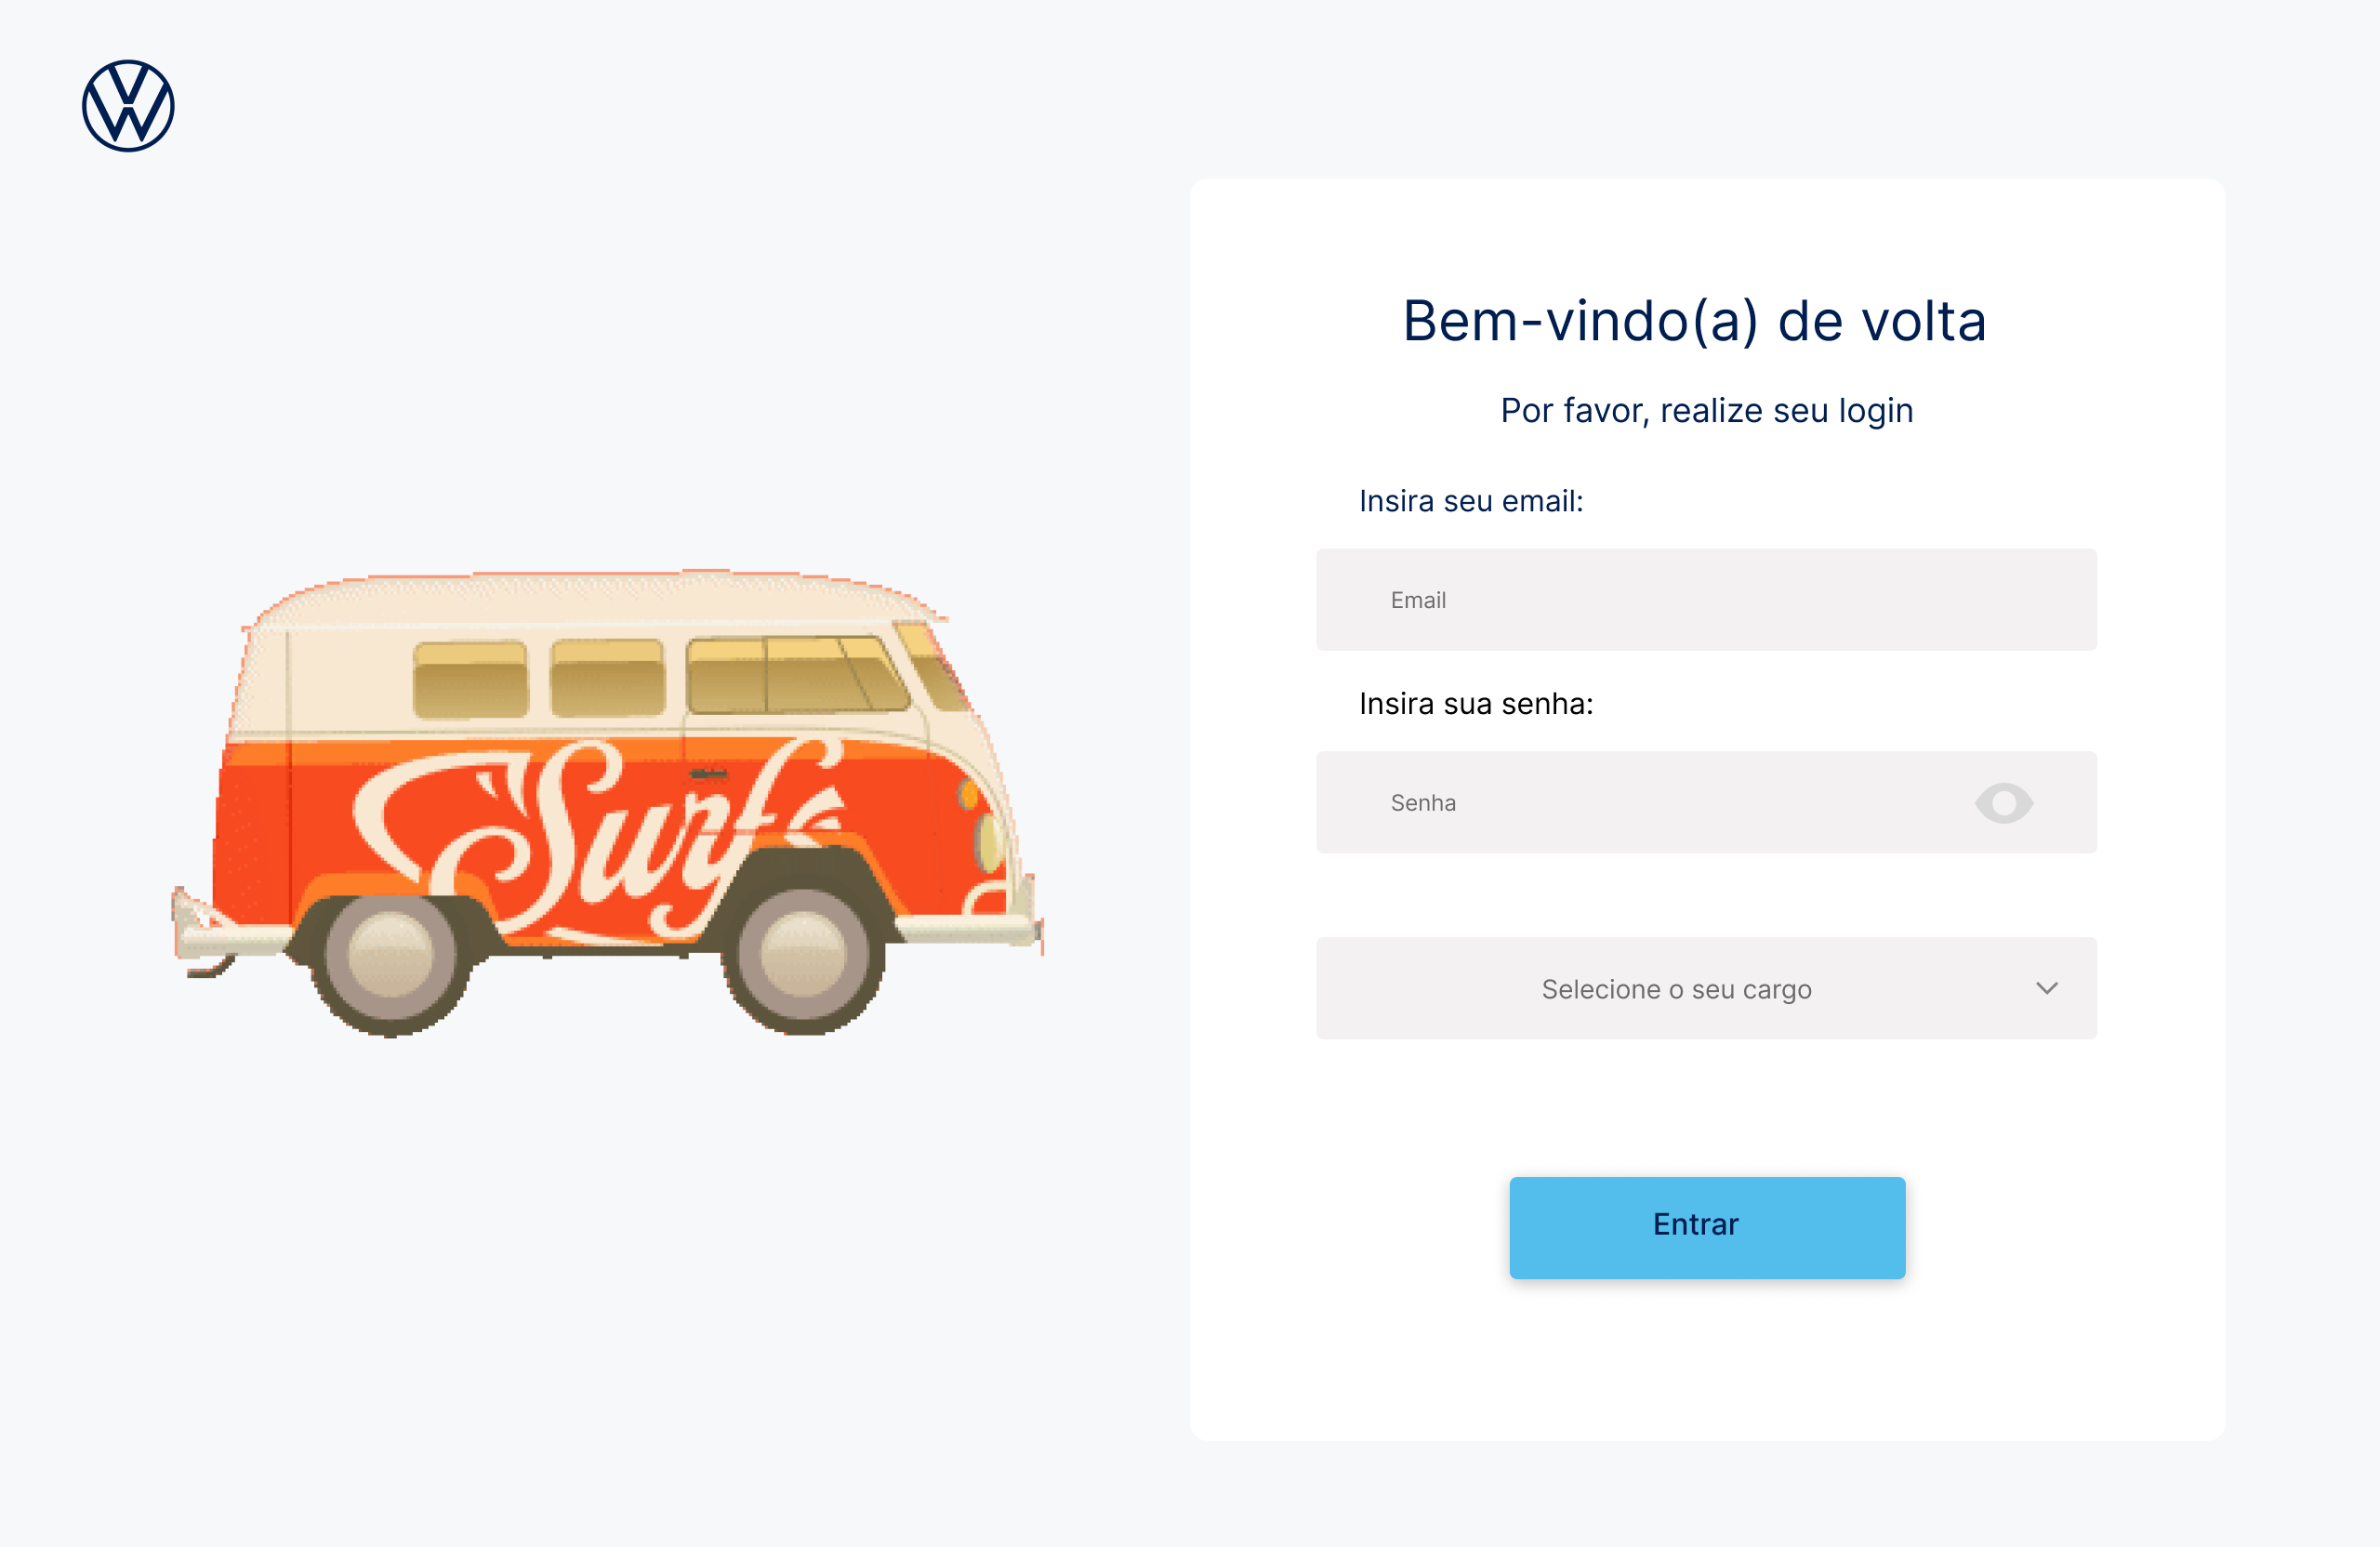 Bem-vindo(a) de volta
Por favor, realize seu login
Insira seu email:
Email
Insira sua senha:
Senha
Selecione o seu cargo
Entrar
Surf